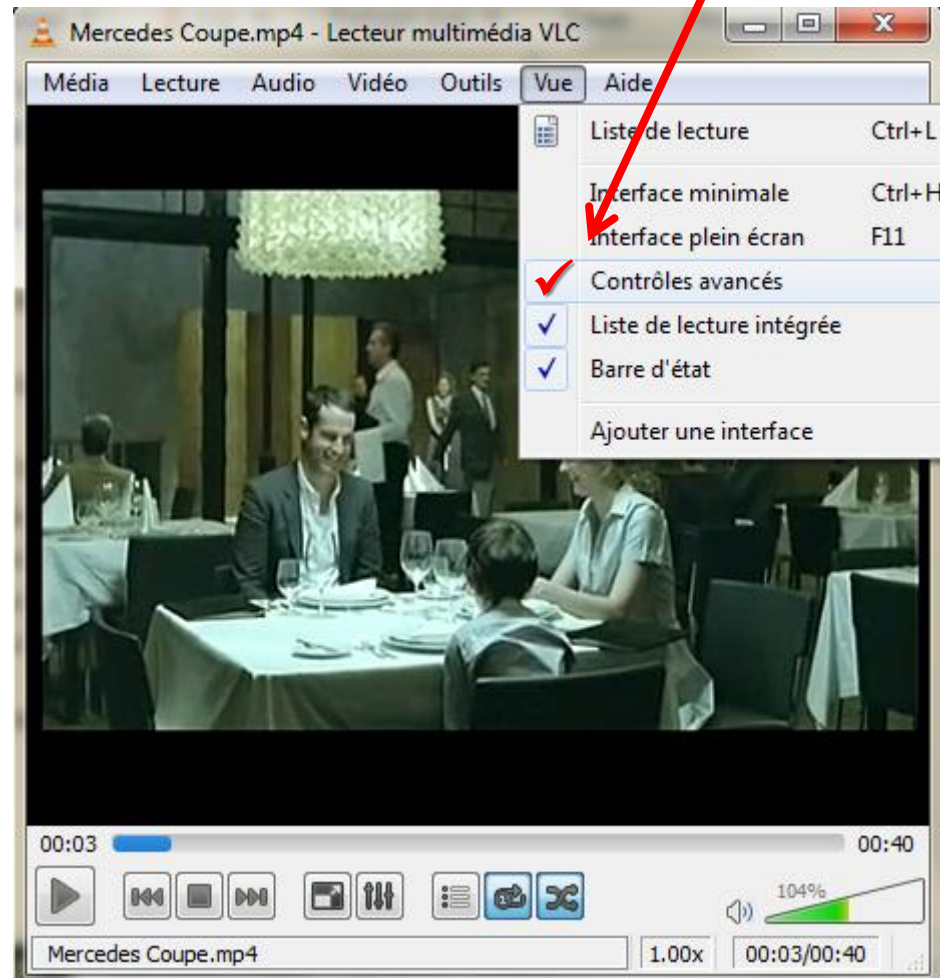 Mercedes Coupe.mp4 - Lecteur multimédia VLC
Média Lecture Audio Vidéo Outils Vue Aide
Liste de lecture Ctrl+L
Interface minimale Ctrl+H
Interface plein écran F11
Contrôles avancés
Liste de lecture intégrée
Barre d'état
Ajouter une interface
00:03 00:40
104%
Mercedes Coupe.mp4 1.00x 00:03/00:40